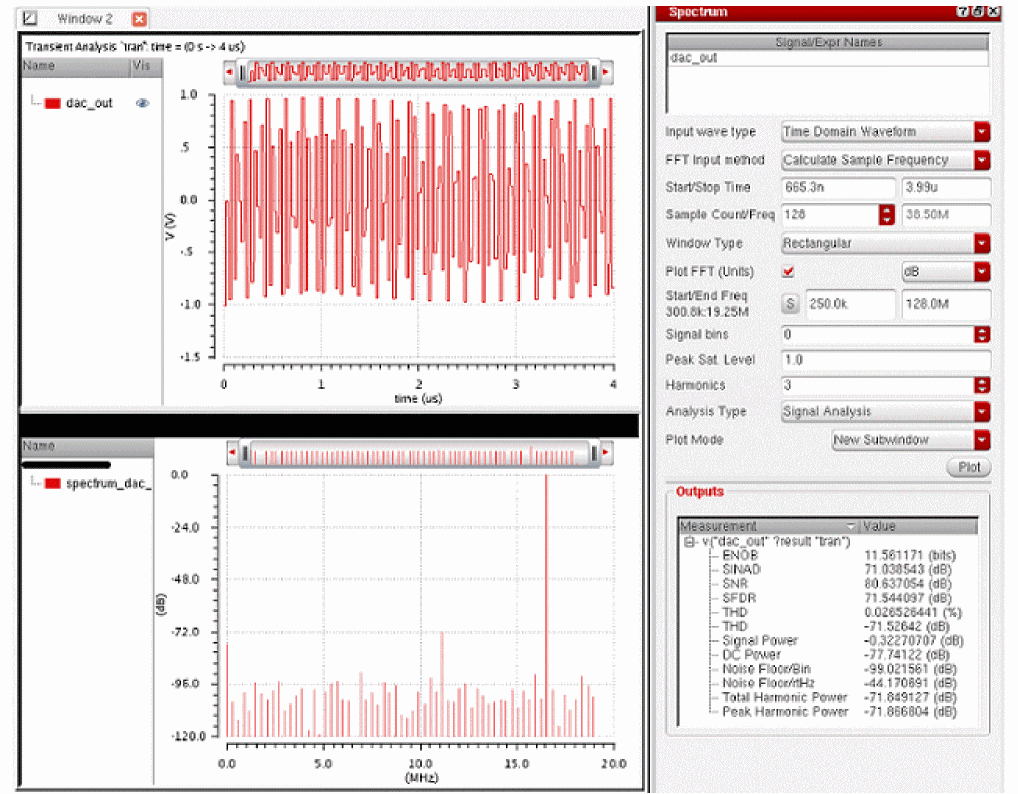 Window 2
Transient Analysis `tran': time = (0 s -> 4 us)
Name Vis
dac_out
1.0
.5
0.0
-.5
-1.0
-1.5
V (V)
0 1 2 3 4
time (us)
Name
spectrum_dac_
0.0
-24.0
-48.0
-72.0
-96.0
-120.0
(dB)
0.0 5.0 10.0 15.0 20.0
(MHz)
Spectrum
Signal/Expr Names
dac_out
Input wave type Time Domain Waveform
FFT Input method Calculate Sample Frequency
Start/Stop Time 665.3n 3.99u
Sample Count/Freq 128 38.50M
Window Type Rectangular
Plot FFT (Units) dB
Start/End Freq
300.8k:19.25M S 250.0k 128.0M
Signal bins 0
Peak Sat. Level 1.0
Harmonics 3
Analysis Type Signal Analysis
Plot Mode New Subwindow
Plot
Outputs
Measurement Value
v("dac_out" ?result "tran")
ENOB 11.561171 (bits)
SINAD 71.038543 (dB)
SNR 80.637054 (dB)
SFDR 71.544097 (dB)
THD 0.026526441 (%)
THD -71.52642 (dB)
Signal Power -0.32270707 (dB)
DC Power -77.74122 (dB)
Noise Floor/Bin -99.021561 (dB)
Noise Floor/rtHz -44.170691 (dB)
Total Harmonic Power -71.849127 (dB)
Peak Harmonic Power -71.866804 (dB)